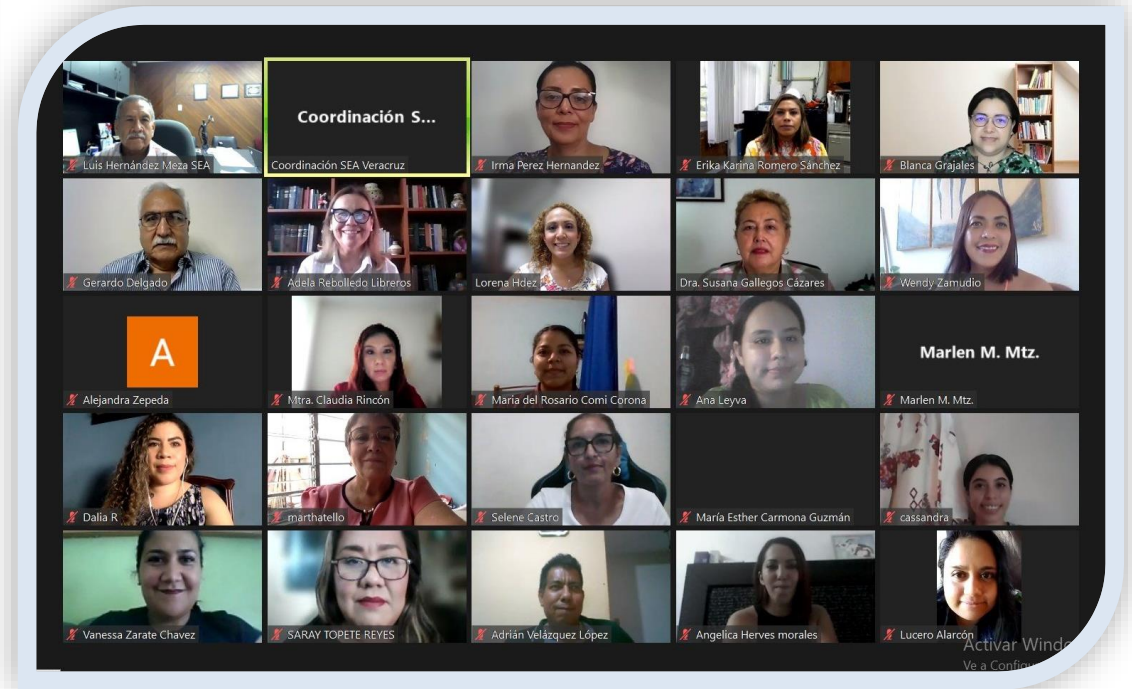 Coordinación S...
Luis Hernández Meza SEA
Coordinación SEA Veracruz
Irma Perez Hernandez
Erika Karina Romero Sánchez
Blanca Grajales
Gerardo Delgado
Adela Rebolledo Libreros
Lorena Hdez
Dra. Susana Gallegos Cázares
Wendy Zamudio
A
Marlen M. Mtz.
Alejandra Zepeda
Mtra. Claudia Rincón
María del Rosario Comi Corona
Ana Leyva
Marlen M. Mtz.
Dalia R
marthatello
Selene Castro
María Esther Carmona Guzmán
cassandra
Vanessa Zarate Chavez
SARAY TOPETE REYES
Adrián Velázquez López
Angelica Herves morales
Lucero Alarcón
Activar Windo
Ve a Configu